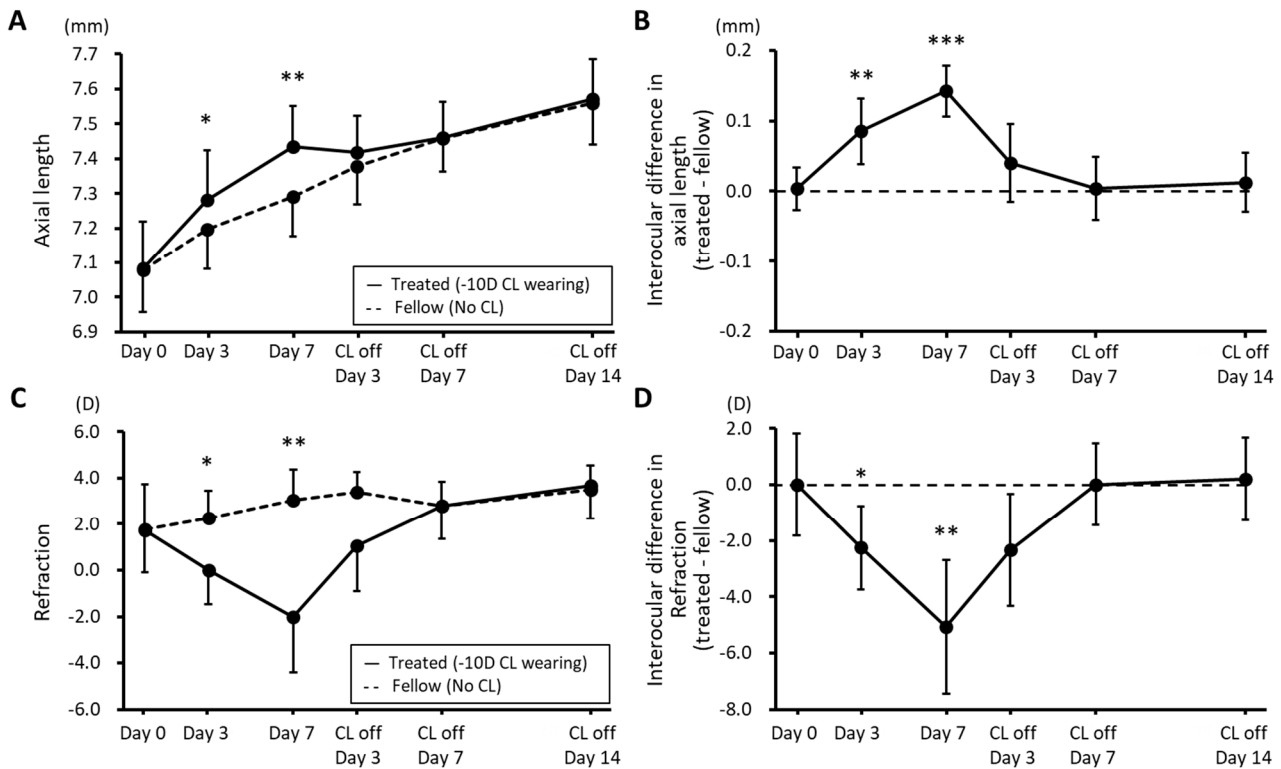 A
(mm)
7.7
7.6
7.5
7.4
7.3
7.2
7.1
7.0
6.9
Axial length
*
**
Treated (-10D CL wearing)
Fellow (No CL)
Day 0
Day 3
Day 7
CL off
Day 3
CL off
Day 7
CL off
Day 14
B
(mm)
0.2
0.1
0.0
-0.1
-0.2
Interocular difference in
axial length
(treated - fellow)
**
***
Day 0
Day 3
Day 7
CL off
Day 3
CL off
Day 7
CL off
Day 14
C
(D)
6.0
4.0
2.0
0.0
-2.0
-4.0
-6.0
Refraction
*
**
Treated (-10D CL wearing)
Fellow (No CL)
Day 0
Day 3
Day 7
CL off
Day 3
CL off
Day 7
CL off
Day 14
D
(D)
2.0
0.0
-2.0
-4.0
-6.0
-8.0
Interocular difference in
Refraction
(treated - fellow)
*
**
Day 0
Day 3
Day 7
CL off
Day 3
CL off
Day 7
CL off
Day 14